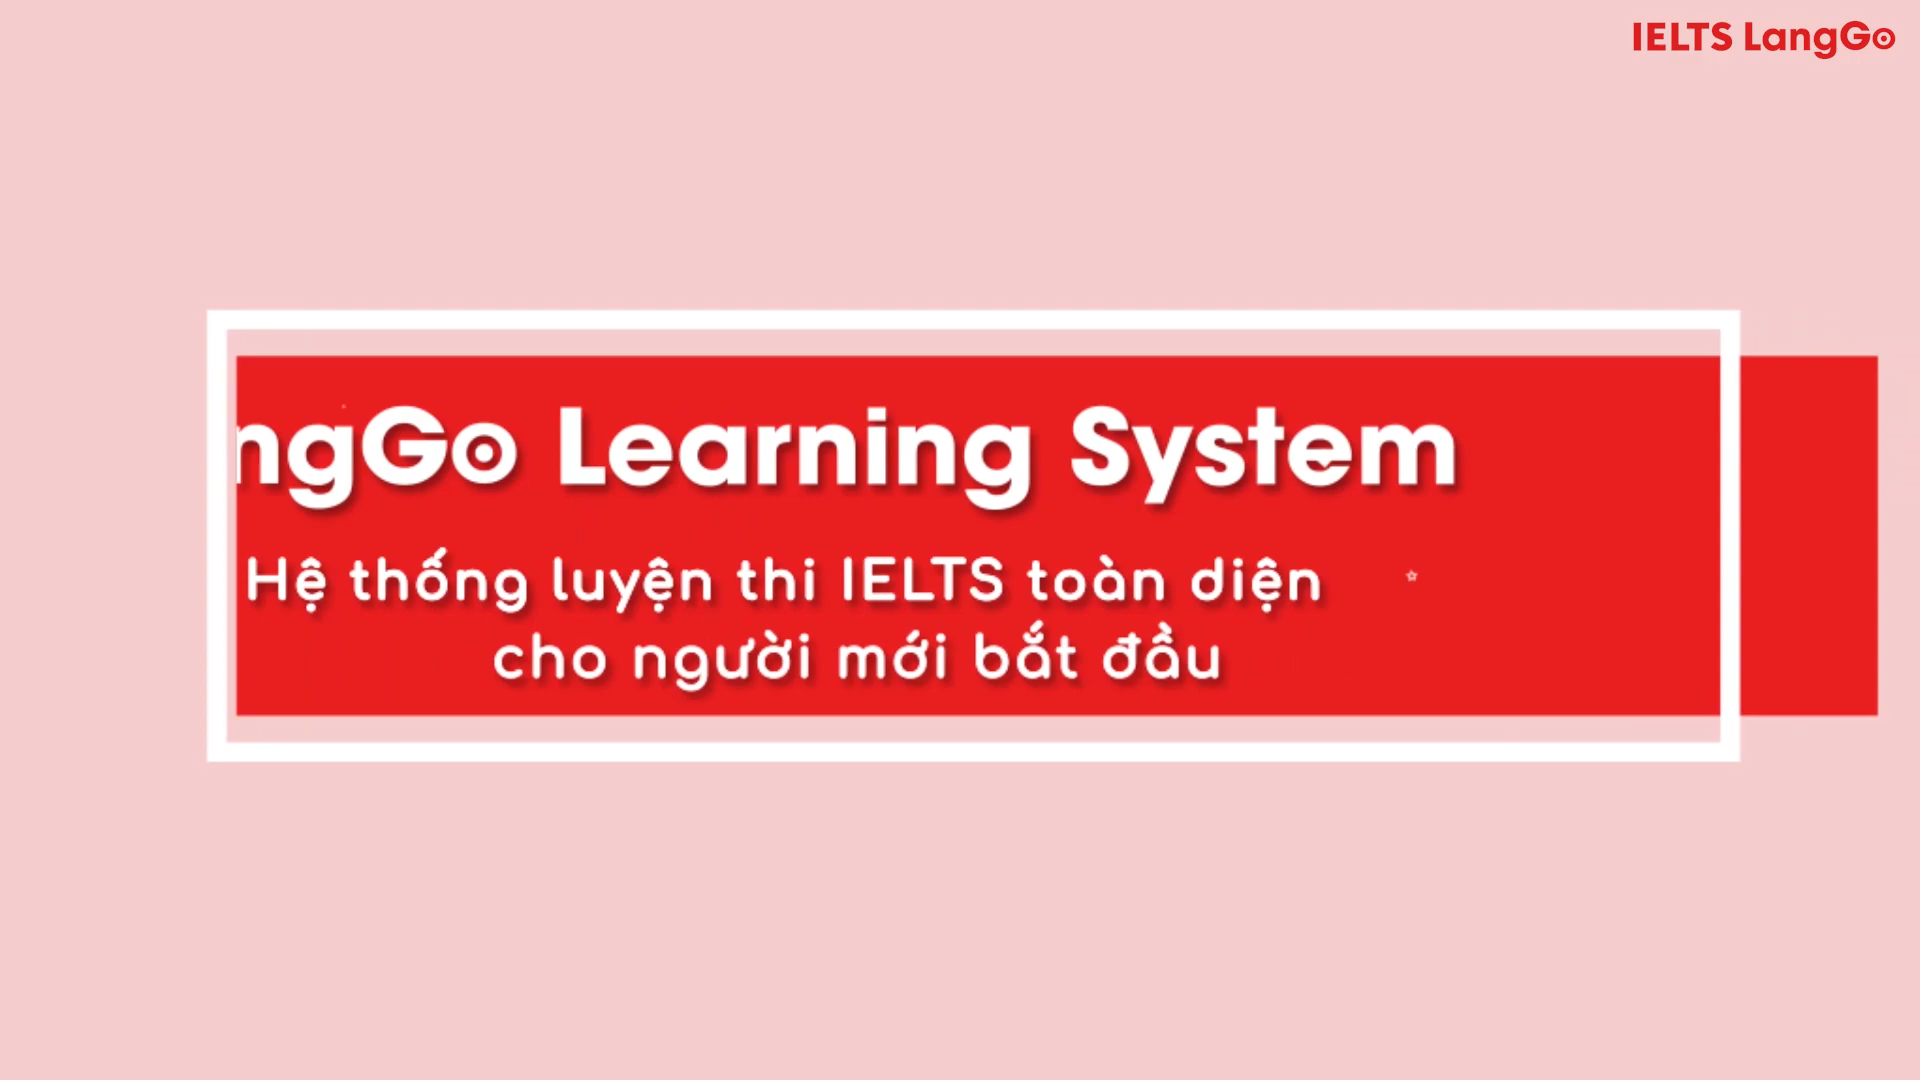 IELTS LangGo
ngGo Learning System
Hệ thống luyện thi IELTS toàn diện
cho người mới bắt đầu